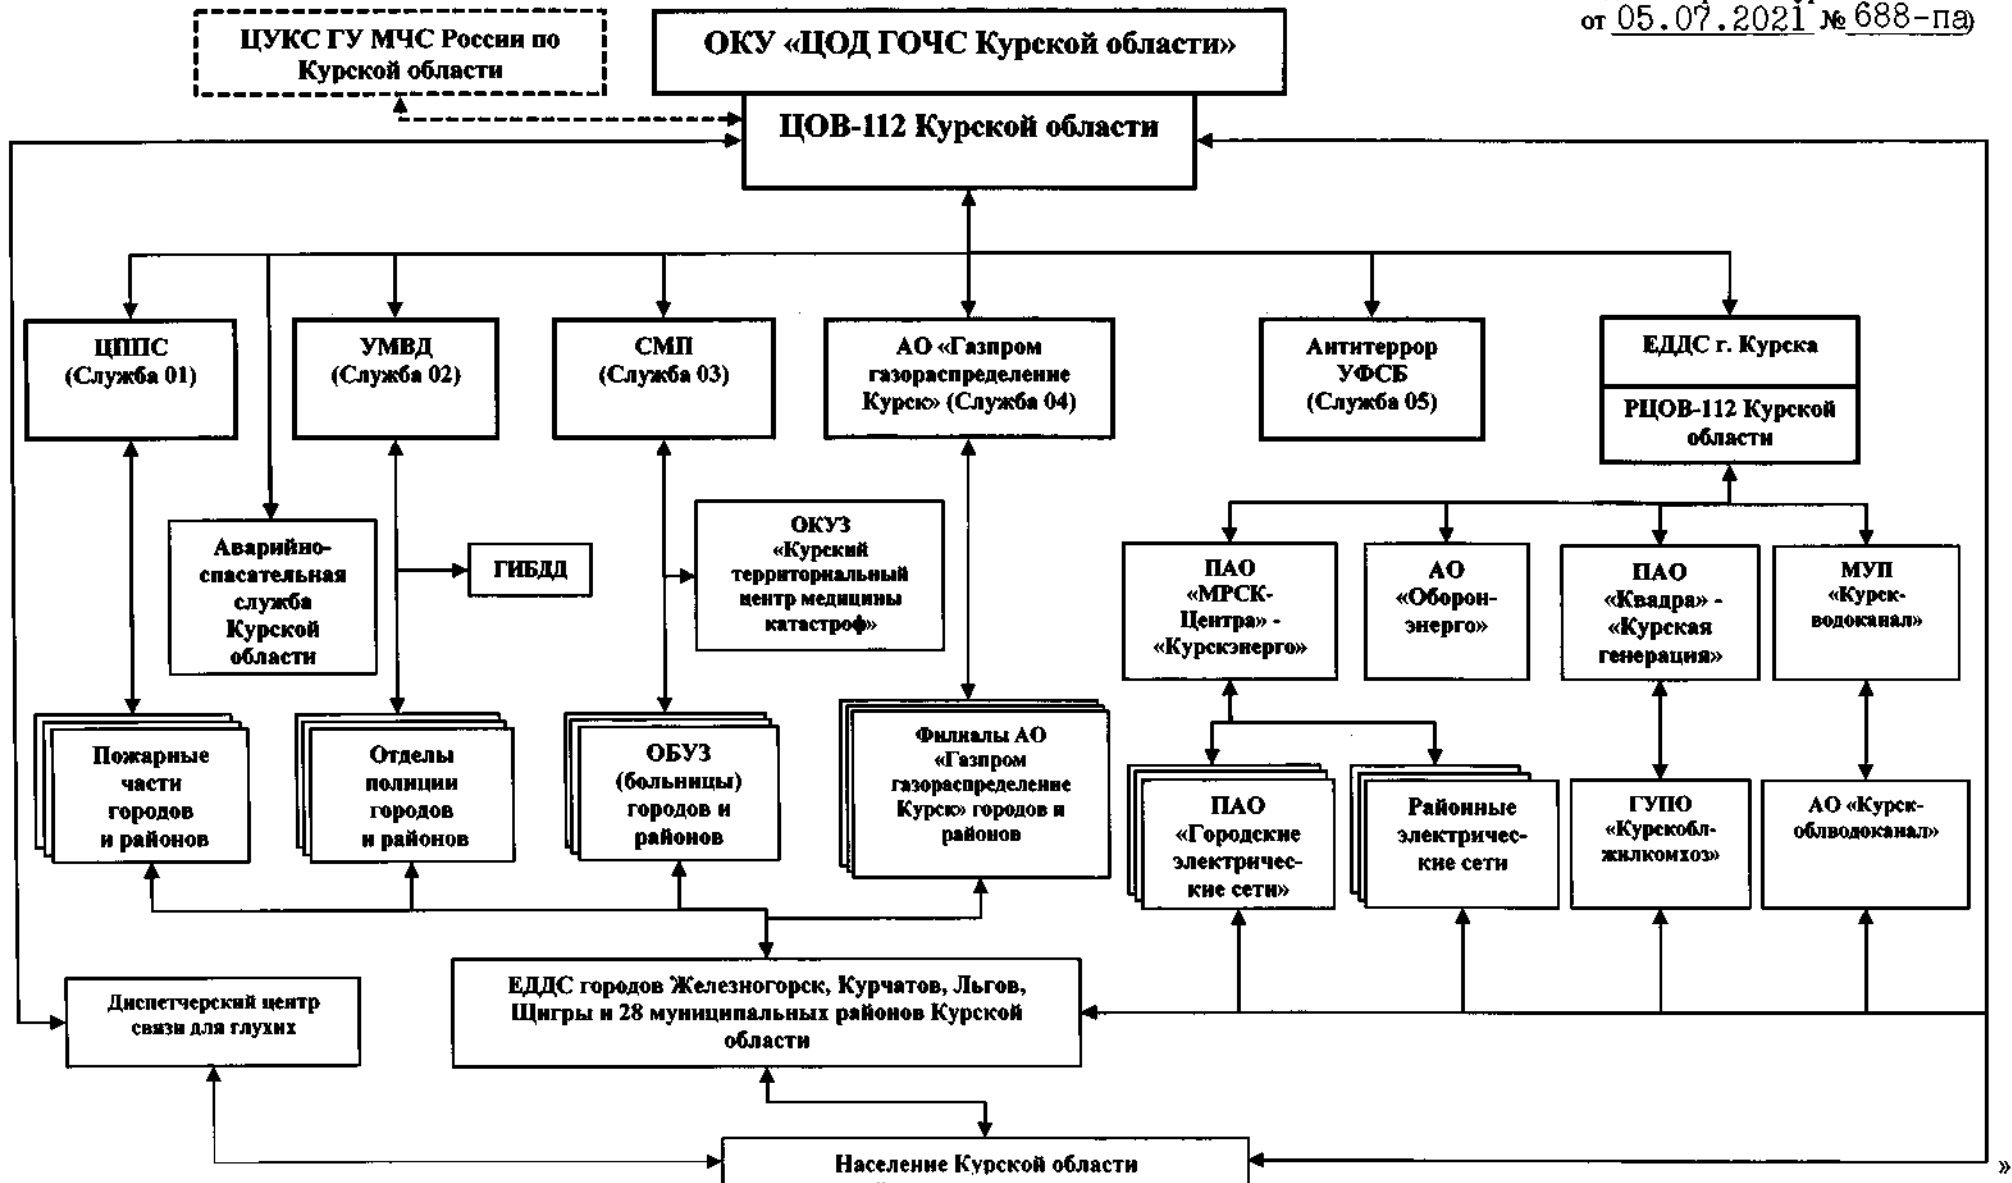 от 05.07.2021 № 688-па)
ЦУКС ГУ МЧС России по
Курской области
ОКУ «ЦОД ГОЧС Курской области»
ЦОВ-112 Курской области
ЦППС
(Служба 01)
УМВД
(Служба 02)
СМП
(Служба 03)
АО «Газпром
газораспределение
Курск» (Служба 04)
Антитеррор
УФСБ
(Служба 05)
ЕДДС г. Курска
РЦОВ-112 Курской
области
Аварийно-
спасательная
служба
Курской
области
ГИБДД
ОКУЗ
«Курский
территориальный
центр медицины
катастроф»
ПАО
«МРСК-
Центра» -
«Курскэнерго»
АО
«Оборон-
энерго»
ПАО
«Квадра» -
«Курская
генерация»
МУП
«Курск-
водоканал»
Пожарные
части
городов
и районов
Отделы
полиции
городов
и районов
ОБУЗ
(больницы)
городов и
районов
Филиалы АО
«Газпром
газораспределение
Курск» городов и
районов
ПАО
«Городские
электричес-
кие сети»
Районные
электричес-
кие сети
ГУПО
«Курскобл-
жилкомхоз»
АО «Курск-
облводоканал»
Диспетчерский центр
связи для глухих
ЕДДС городов Железногорск, Курчатов, Льгов,
Щигры и 28 муниципальных районов Курской
области
Население Курской области
»